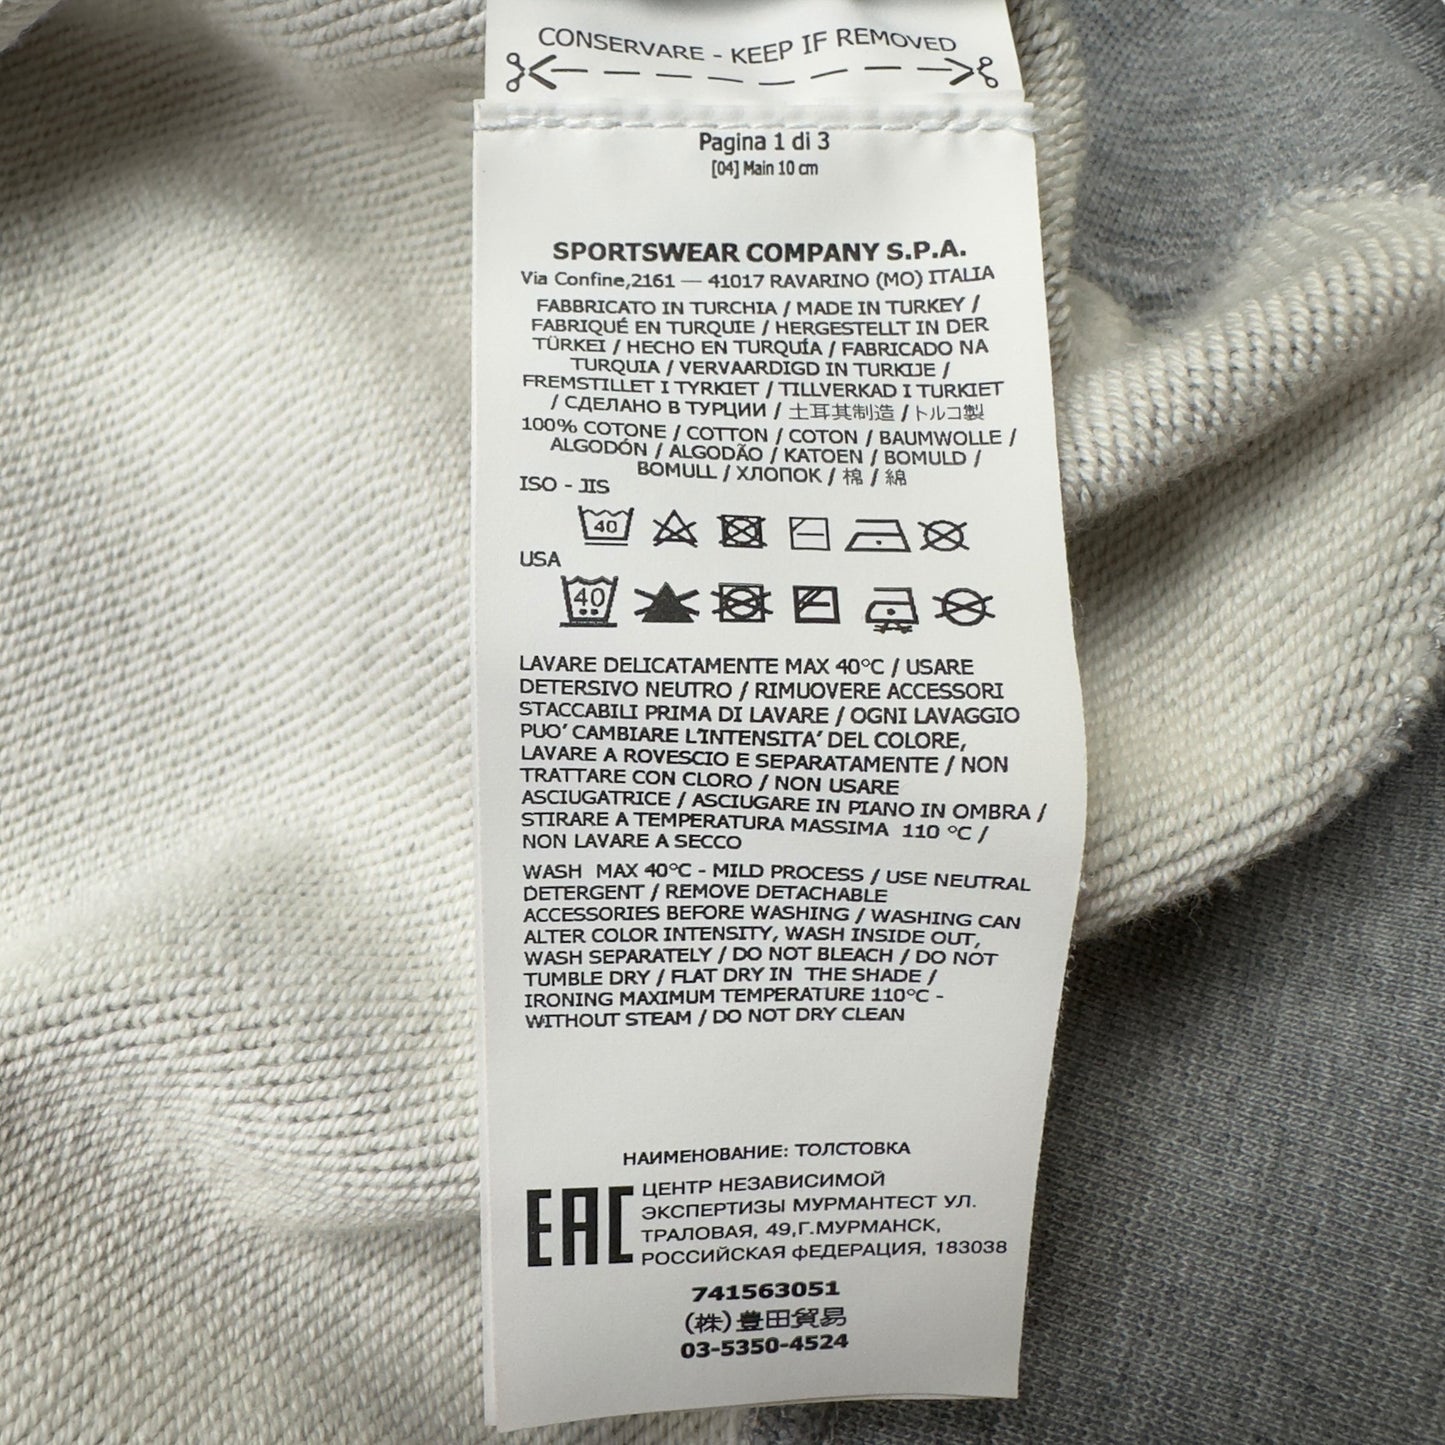 CONSERVARE - KEEP IF REMOVED
Pagina 1 di 3
[04] Main 10 cm
SPORTSWEAR COMPANY S.P.A.
Via Confine,2161 — 41017 RAVARINO (MO) ITALIA
FABBRICATO IN TURCHIA / MADE IN TURKEY /
FABRIQUÉ EN TURQUIE / HERGESTELLT IN DER
TÜRKEI / HECHO EN TURQUÍA / FABRICADO NA
TURQUIA / VERVAARDIGD IN TURKIJE /
FREMSTILLET I TYRKIET / TILLVERKAD I TURKIET
/ СДЕЛАНО В ТУРЦИИ / 土耳其制造 / トルコ製
100% COTONE / COTTON / COTON / BAUMWOLLE /
ALGODÓN / ALGODÃO / KATOEN / BOMULD /
BOMULL / ХЛОПОК / 棉 / 綿
ISO - JIS
40
USA
40
LAVARE DELICATAMENTE MAX 40°C / USARE
DETERSIVO NEUTRO / RIMUOVERE ACCESSORI
STACCABILI PRIMA DI LAVARE / OGNI LAVAGGIO
PUO' CAMBIARE L'INTENSITA' DEL COLORE,
LAVARE A ROVESCIO E SEPARATAMENTE / NON
TRATTARE CON CLORO / NON USARE
ASCIUGATRICE / ASCIUGARE IN PIANO IN OMBRA /
STIRARE A TEMPERATURA MASSIMA 110 °C /
NON LAVARE A SECCO
WASH MAX 40°C - MILD PROCESS / USE NEUTRAL
DETERGENT / REMOVE DETACHABLE
ACCESSORIES BEFORE WASHING / WASHING CAN
ALTER COLOR INTENSITY, WASH INSIDE OUT,
WASH SEPARATELY / DO NOT BLEACH / DO NOT
TUMBLE DRY / FLAT DRY IN THE SHADE /
IRONING MAXIMUM TEMPERATURE 110°C -
WITHOUT STEAM / DO NOT DRY CLEAN
НАИМЕНОВАНИЕ: ТОЛСТОВКА
EAC
ЦЕНТР НЕЗАВИСИМОЙ
ЭКСПЕРТИЗЫ МУРМАНТЕСТ УЛ.
ТРАЛОВАЯ, 49,Г.МУРМАНСК,
РОССИЙСКАЯ ФЕДЕРАЦИЯ, 183038
741563051
(株)豊田貿易
03-5350-4524